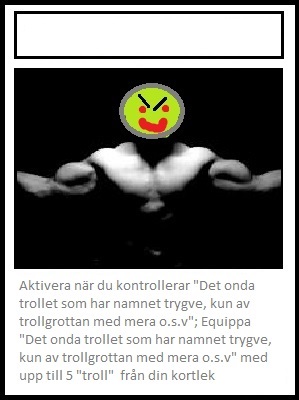 Aktivera när du kontrollerar "Det onda
trollet som har namnet trygve, kun av
trollgrottan med mera o.s.v"; Equippa
"Det onda trollet som har namnet trygve,
kun av trollgrottan med mera o.s.v" med
upp till 5 "troll"  från din kortlek